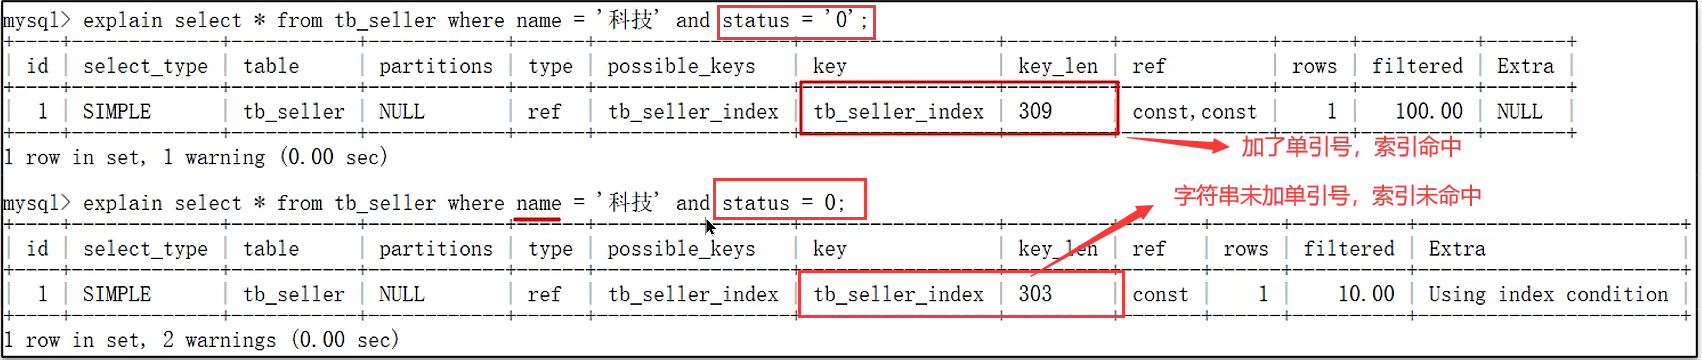 mysql> explain select * from tb_seller where name = '科技' and status = '0';
| id | select_type | table | partitions | type | possible_keys | key | key_len | ref | rows | filtered | Extra |
| 1 | SIMPLE | tb_seller | NULL | ref | tb_seller_index | tb_seller_index | 309 | const,const | 1 | 100.00 | NULL |
加了单引号，索引命中
1 row in set, 1 warning (0.00 sec)
字符串未加单引号，索引未命中
mysql> explain select * from tb_seller where name = '科技' and status = 0;
| id | select_type | table | partitions | type | possible_keys | key | key_len | ref | rows | filtered | Extra |
| 1 | SIMPLE | tb_seller | NULL | ref | tb_seller_index | tb_seller_index | 303 | const | 1 | 10.00 | Using index condition |
1 row in set, 2 warnings (0.00 sec)